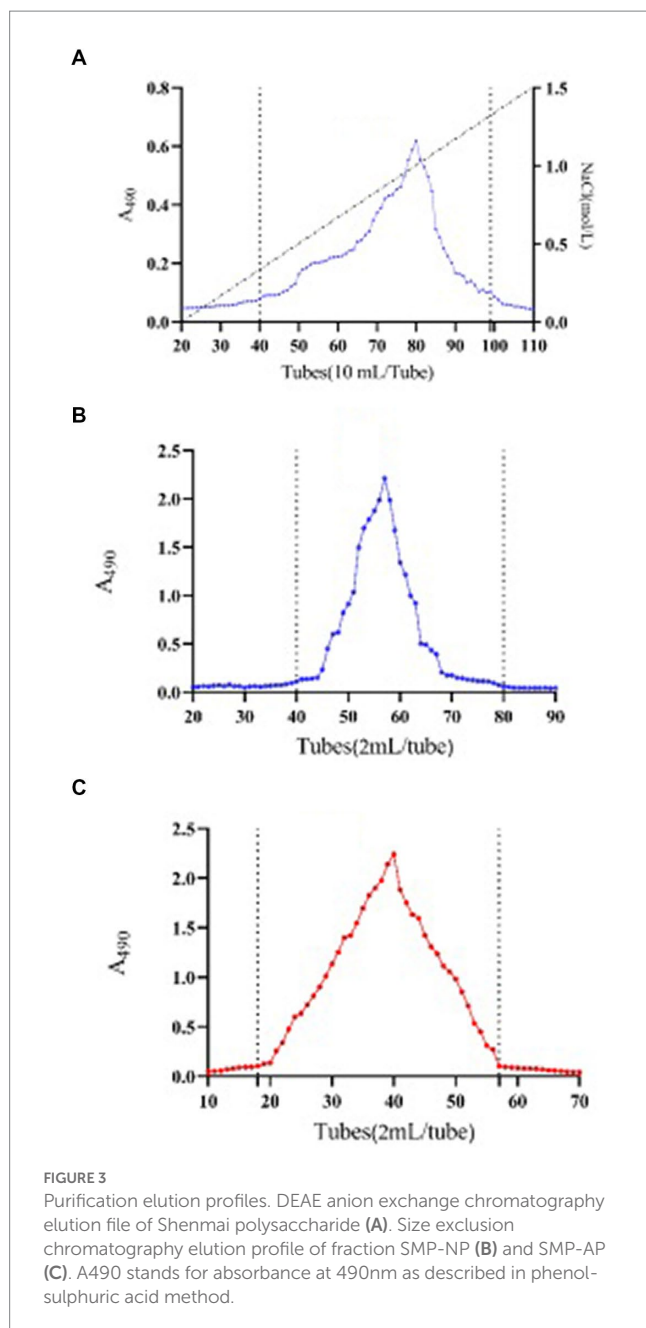 A
0.8
0.6
0.4
0.2
0.0
A490
1.5
1.0
0.5
0.0
NaCl(mol/L)
20 30 40 50 60 70 80 90 100 110
Tubes(10 mL/Tube)
B
2.5
2.0
1.5
1.0
0.5
0.0
A490
20 30 40 50 60 70 80 90
Tubes(2mL/tube)
C
2.5
2.0
1.5
1.0
0.5
0.0
A490
10 20 30 40 50 60 70
Tubes(2mL/tube)
FIGURE 3
Purification elution profiles. DEAE anion exchange chromatography
elution file of Shenmai polysaccharide (A). Size exclusion
chromatography elution profile of fraction SMP-NP (B) and SMP-AP
(C). A490 stands for absorbance at 490nm as described in phenol-
sulphuric acid method.